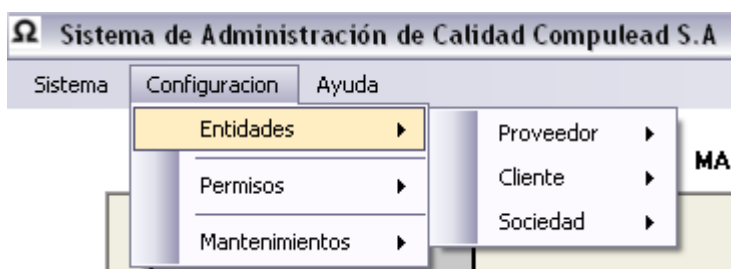 Ω Sistema de Administración de Calidad Compulead S.A
Sistema Configuracion Ayuda
Entidades
Proveedor
Permisos
Cliente
Mantenimientos
Sociedad
MA